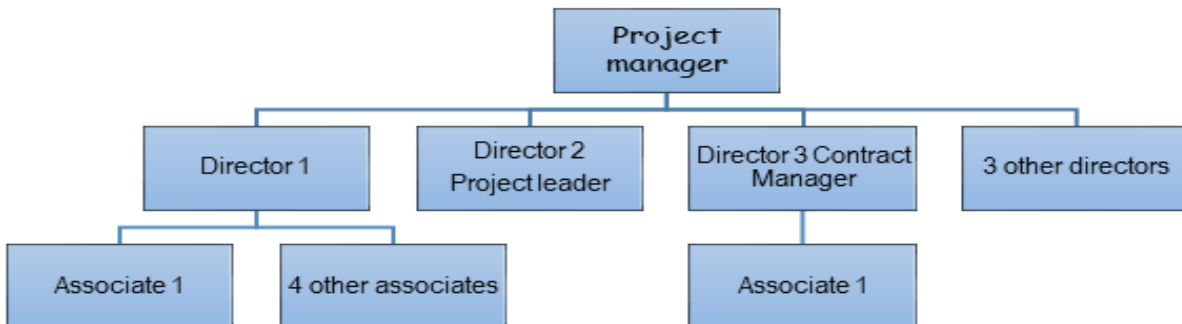 Project
manager
Director 1
Director 2
Project leader
Director 3 Contract
Manager
3 other directors
Associate 1
4 other associates
Associate 1